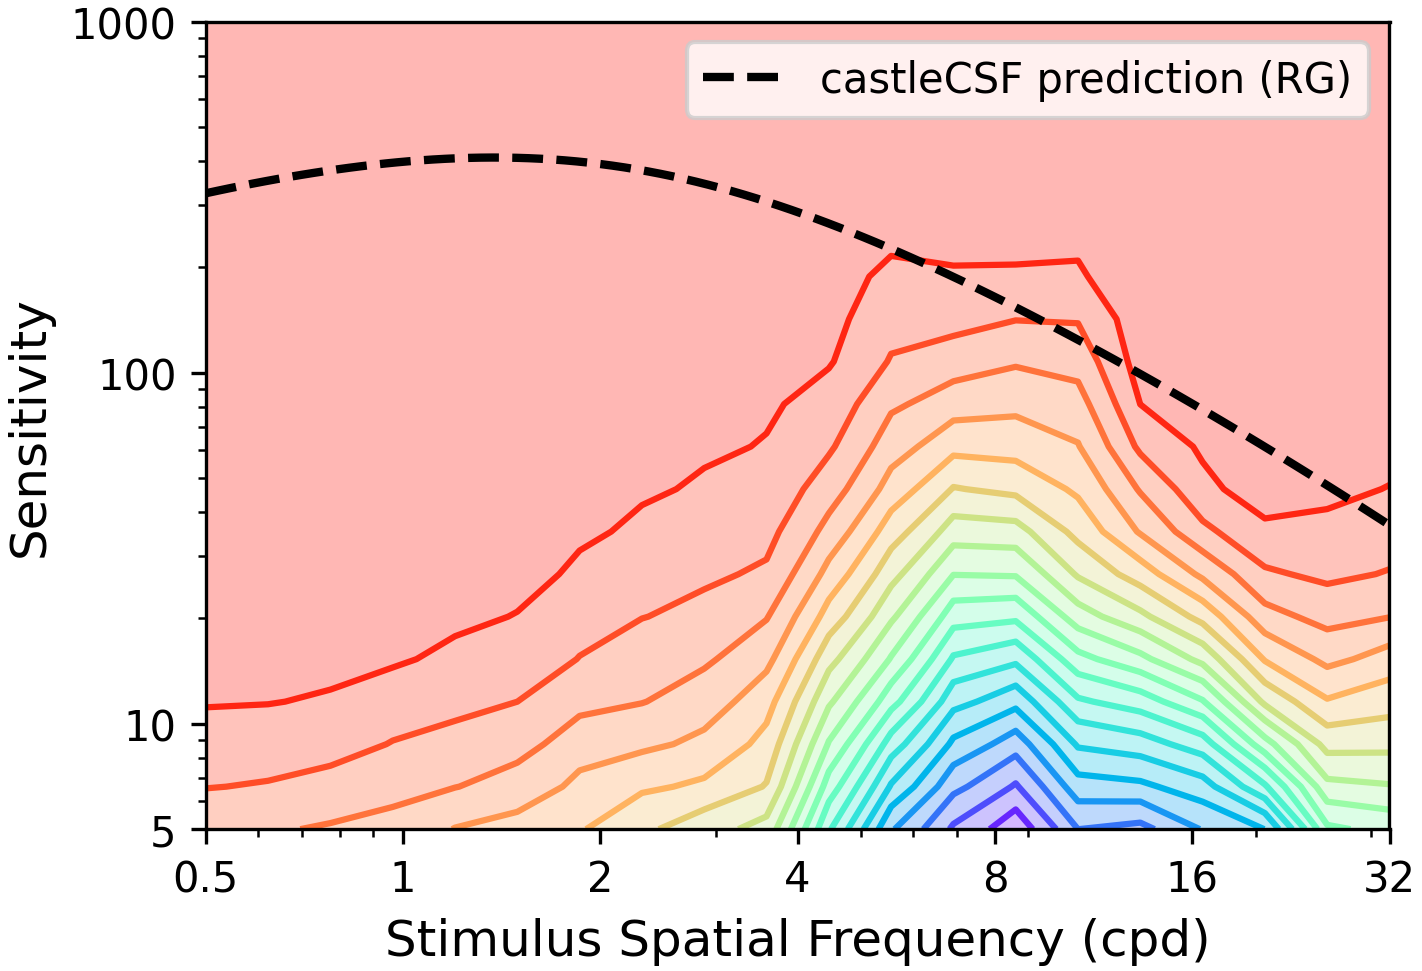 1000
castleCSF prediction (RG)
100
Sensitivity
10
5
0.5 1 2 4 8 16 32
Stimulus Spatial Frequency (cpd)